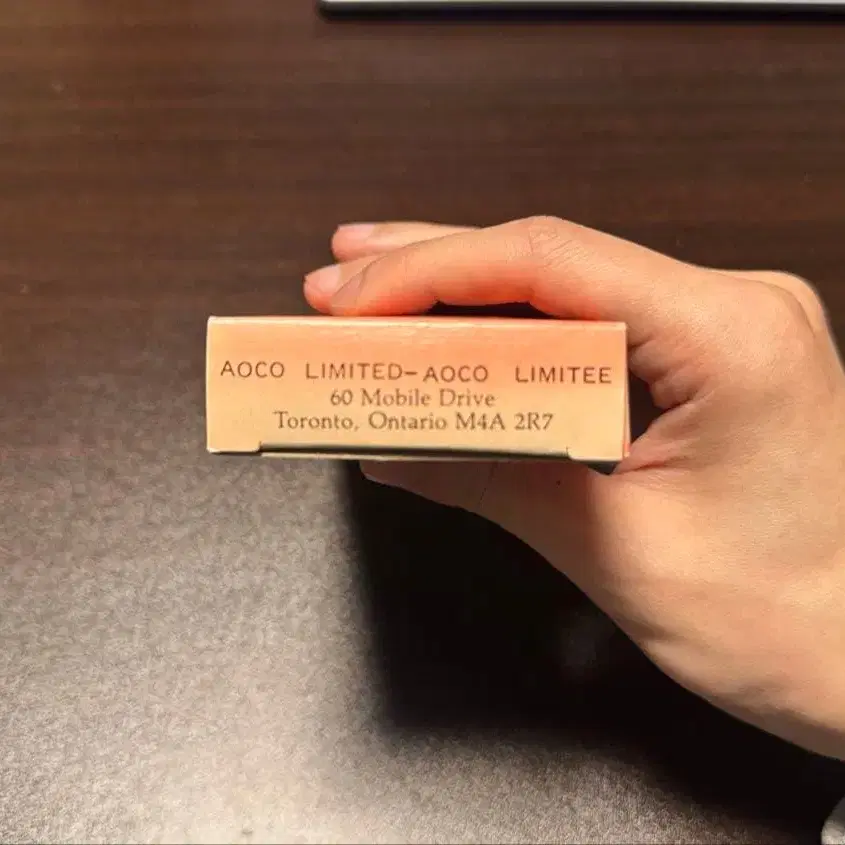 AOCO LIMITED-AOCO LIMITEE
60 Mobile Drive
Toronto, Ontario M4A 2R7